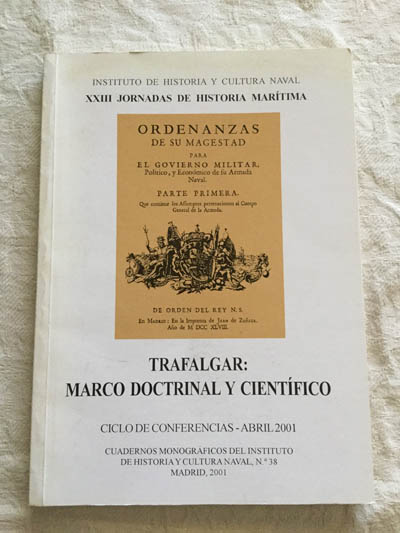 INSTITUTO DE HISTORIA Y CULTURA NAVAL
XXIII JORNADAS DE HISTORIA MARÍTIMA
ORDENANZAS
DE SU MAGESTAD
PARA
EL GOVIERNO MILITAR,
Politico, y Económico de su Armada
Naval.
PARTE PRIMERA.
Que contiene los Assumptos pertenecientes al Cuerpo
General de la Armada.
DE ORDEN DEL REY N. S.
En Madrid: En la Imprenta de Juan de Zuñiga.
Año de M DCC XLVIII.
TRAFALGAR:
MARCO DOCTRINAL Y CIENTÍFICO
CICLO DE CONFERENCIAS - ABRIL 2001
CUADERNOS MONOGRÁFICOS DEL INSTITUTO
DE HISTORIA Y CULTURA NAVAL, N.º 38
MADRID, 2001